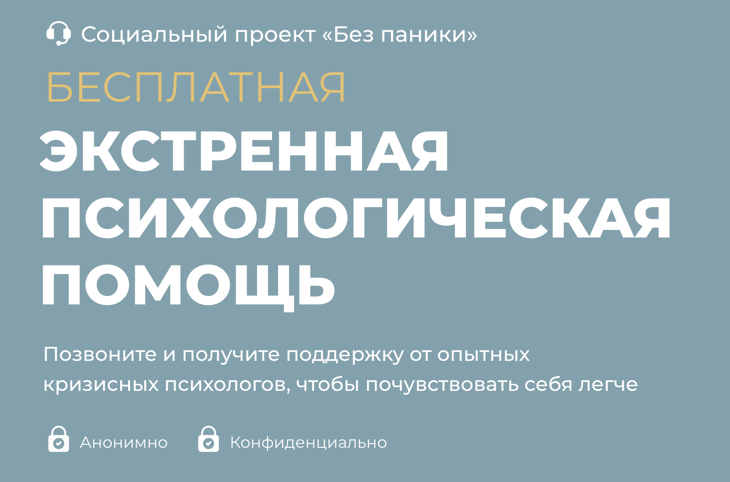 Социальный проект «Без паники»
БЕСПЛАТНАЯ
ЭКСТРЕННАЯ
ПСИХОЛОГИЧЕСКАЯ
ПОМОЩЬ
Позвоните и получите поддержку от опытных
кризисных психологов, чтобы почувствовать себя легче
Анонимно Конфиденциально